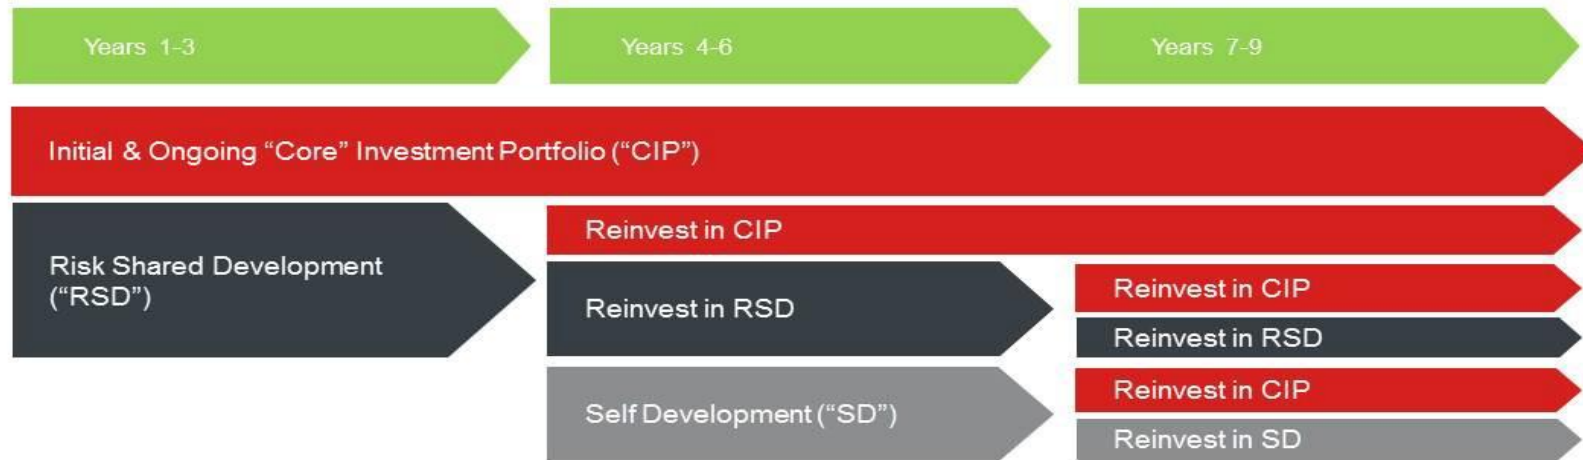 Years 1-3
Years 4-6
Years 7-9
Initial & Ongoing “Core” Investment Portfolio (“CIP”)
Risk Shared Development
(“RSD”)
Reinvest in CIP
Reinvest in RSD
Self Development (“SD”)
Reinvest in CIP
Reinvest in RSD
Reinvest in CIP
Reinvest in SD